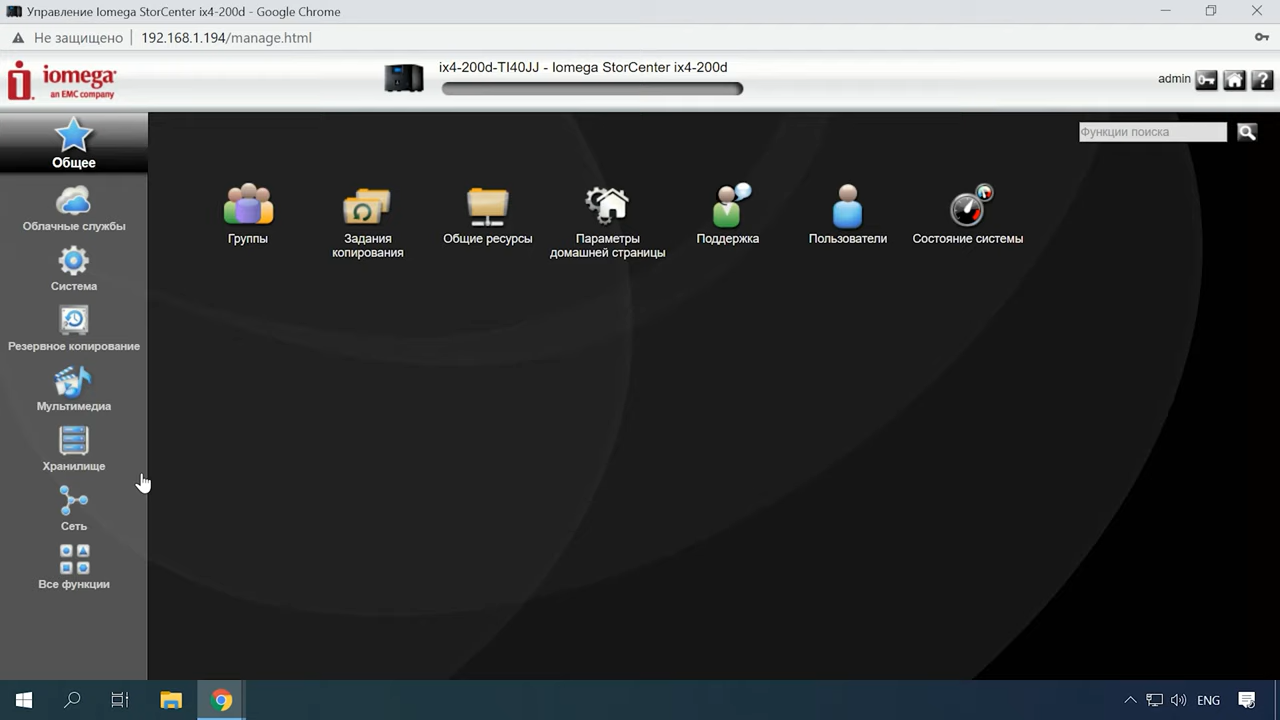 Управление Iomega StorCenter ix4-200d - Google Chrome
Не защищено
192.168.1.194/manage.html
iomega
an EMC company
ix4-200d-TI40JJ - Iomega StorCenter ix4-200d
admin
?
Функции поиска
Общее
Облачные службы
Система
Резервное копирование
Мультимедиа
Хранилище
Сеть
Все функции
Группы
Задания
копирования
Общие ресурсы
Параметры
домашней страницы
Поддержка
Пользователи
Состояние системы
ENG